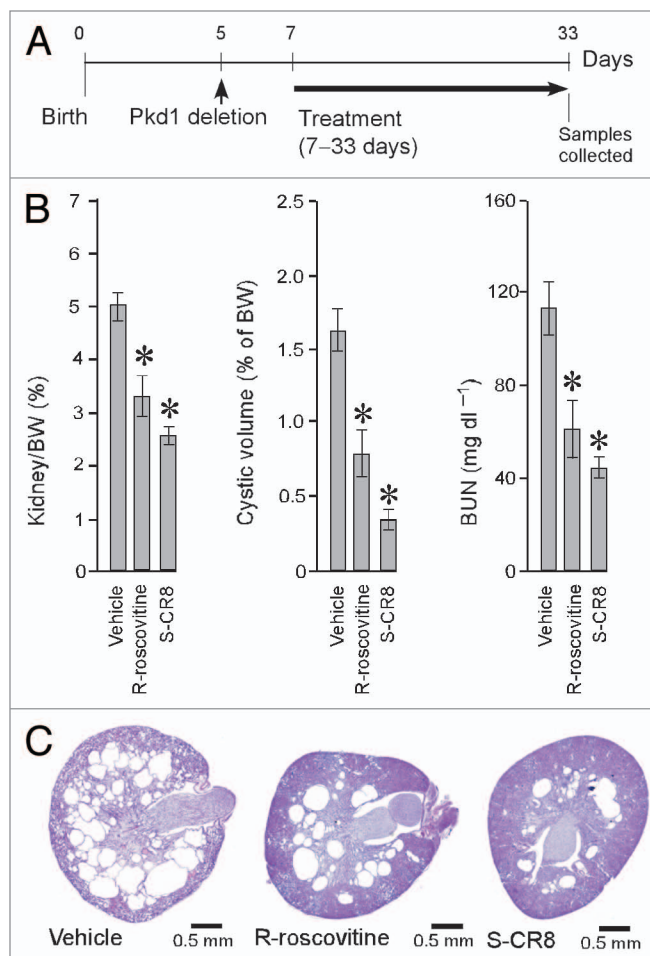 A
0 5 7 33
Days
Birth
Pkd1 deletion
Treatment
(7–33 days)
Samples
collected
B
Kidney/BW (%)
7
6
5
4
3
2
1
0
Vehicle
R-roscovitine
S-CR8
Cystic volume (% of BW)
2.5
2.0
1.5
1.0
0.5
0
Vehicle
R-roscovitine
S-CR8
BUN (mg dl⁻¹)
160
120
80
40
0
Vehicle
R-roscovitine
S-CR8
* * * * * *
C
Vehicle
0.5 mm
R-roscovitine
0.5 mm
S-CR8
0.5 mm